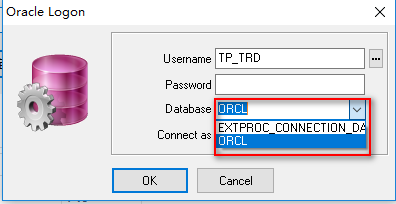 Oracle Logon
Username TP_TRD ...
Password
Database ORCL
EXTPROC_CONNECTION_DA
Connect as ORCL
OK Cancel